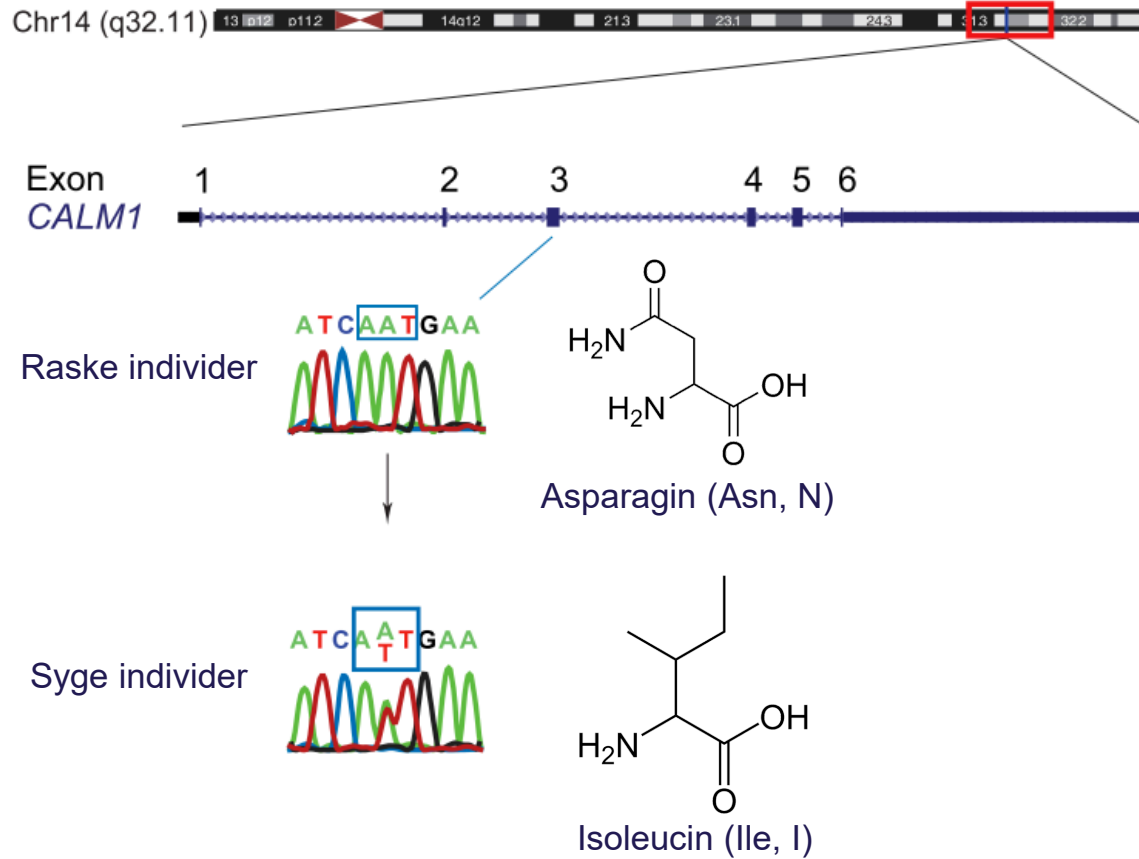 Chr14 (q32.11)
13 p12 p112 14q12 213 23.1 243 313 322
Exon 1 2 3 4 5 6
CALM1
ATCAATGAA
Raske individer
O
H₂N
OH
H₂N
O
Asparagin (Asn, N)
A
ATCA TGAA
T
Syge individer
OH
H₂N
O
Isoleucin (Ile, I)